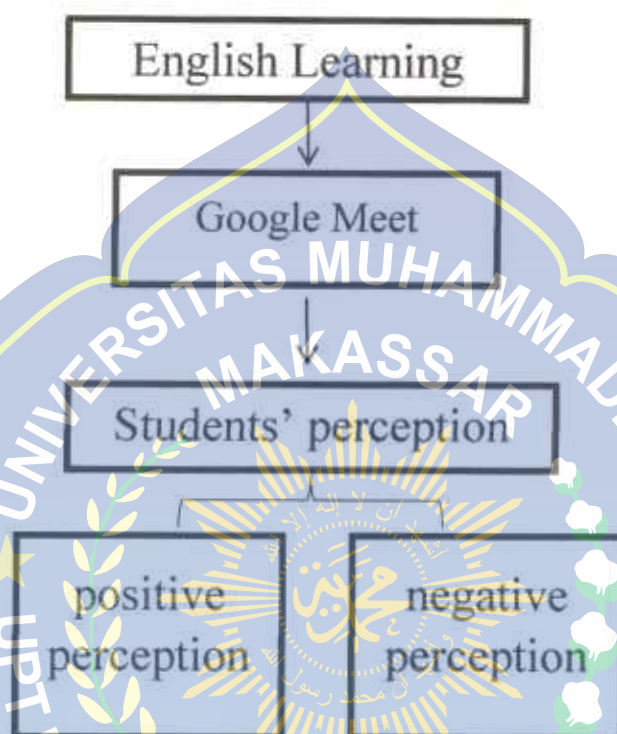 English Learning
Google Meet
UNIVERSITAS MUHAMMAD
MAKASSAR
Students' perception
positive
perception
negative
perception
UPT